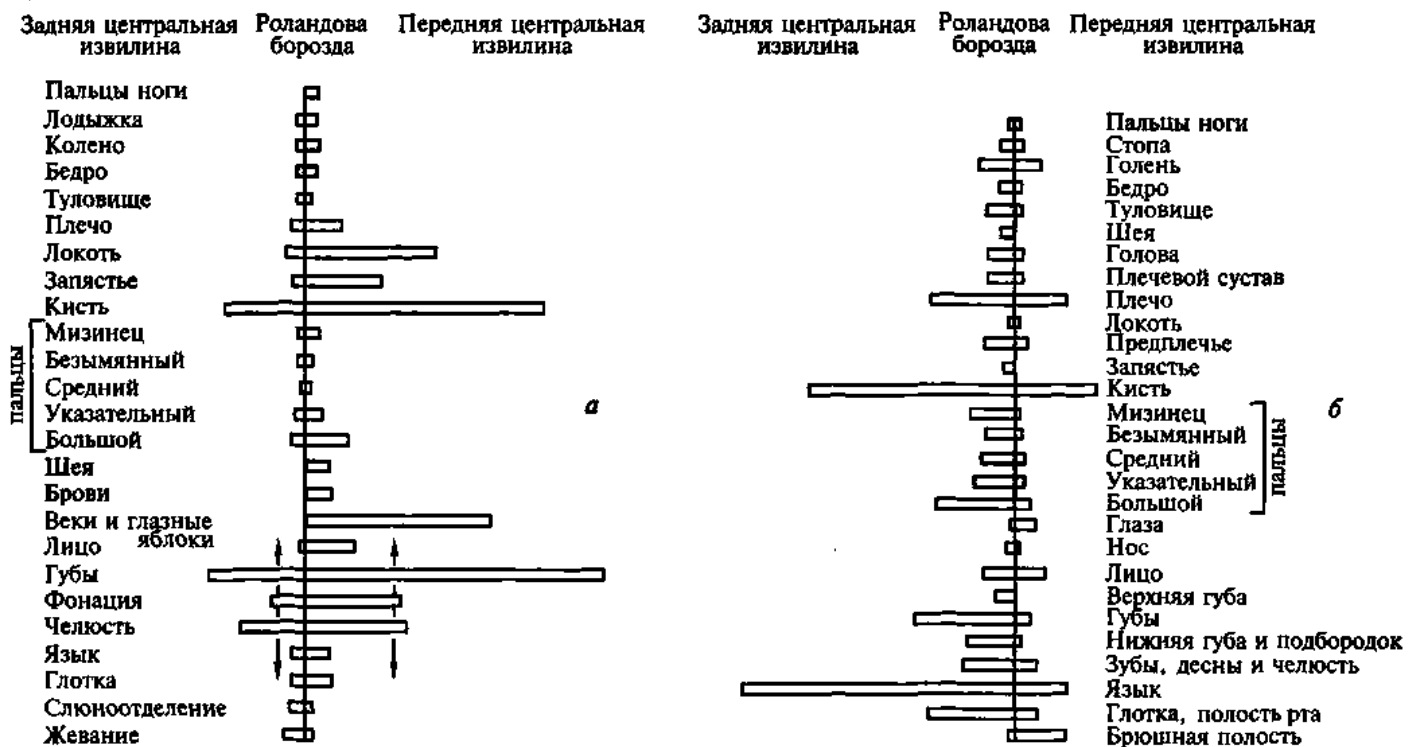 Задняя центральная
извилина
Роландова
борозда
Передняя центральная
извилина
Пальцы ноги
Лодыжка
Колено
Бедро
Туловище
Плечо
Локоть
Запястье
Кисть
пальцы
Мизинец
Безымянный
Средний
Указательный
Большой
Шея
Брови
Веки и глазные
яблоки
Лицо
Губы
Фонация
Челюсть
Язык
Глотка
Слюноотделение
Жевание
а
Задняя центральная
извилина
Роландова
борозда
Передняя центральная
извилина
Пальцы ноги
Стопа
Голень
Бедро
Туловище
Шея
Голова
Плечевой сустав
Плечо
Локоть
Предплечье
Запястье
Кисть
Мизинец
Безымянный
Средний
Указательный
Большой
пальцы
Глаза
Нос
Лицо
Верхняя губа
Губы
Нижняя губа и подбородок
Зубы, десны и челюсть
Язык
Глотка, полость рта
Брюшная полость
б